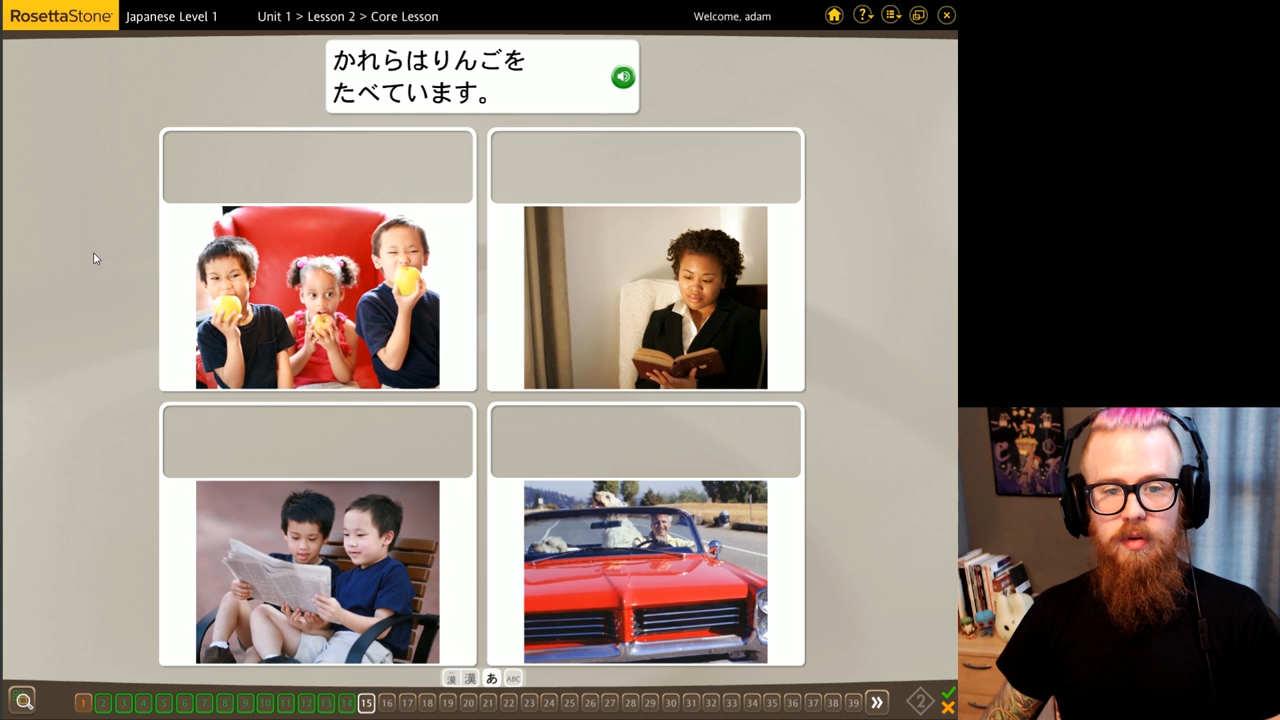 RosettaStone
Japanese Level 1
Unit 1 > Lesson 2 > Core Lesson
Welcome, adam
かれらはりんごを
たべています。
漢 漢 あ ABC
1 2 3 4 5 6 7 8 9 10 11 12 13 14 15 16 17 18 19 20 21 22 23 24 25 26 27 28 29 30 31 32 33 34 35 36 37 38 39
2